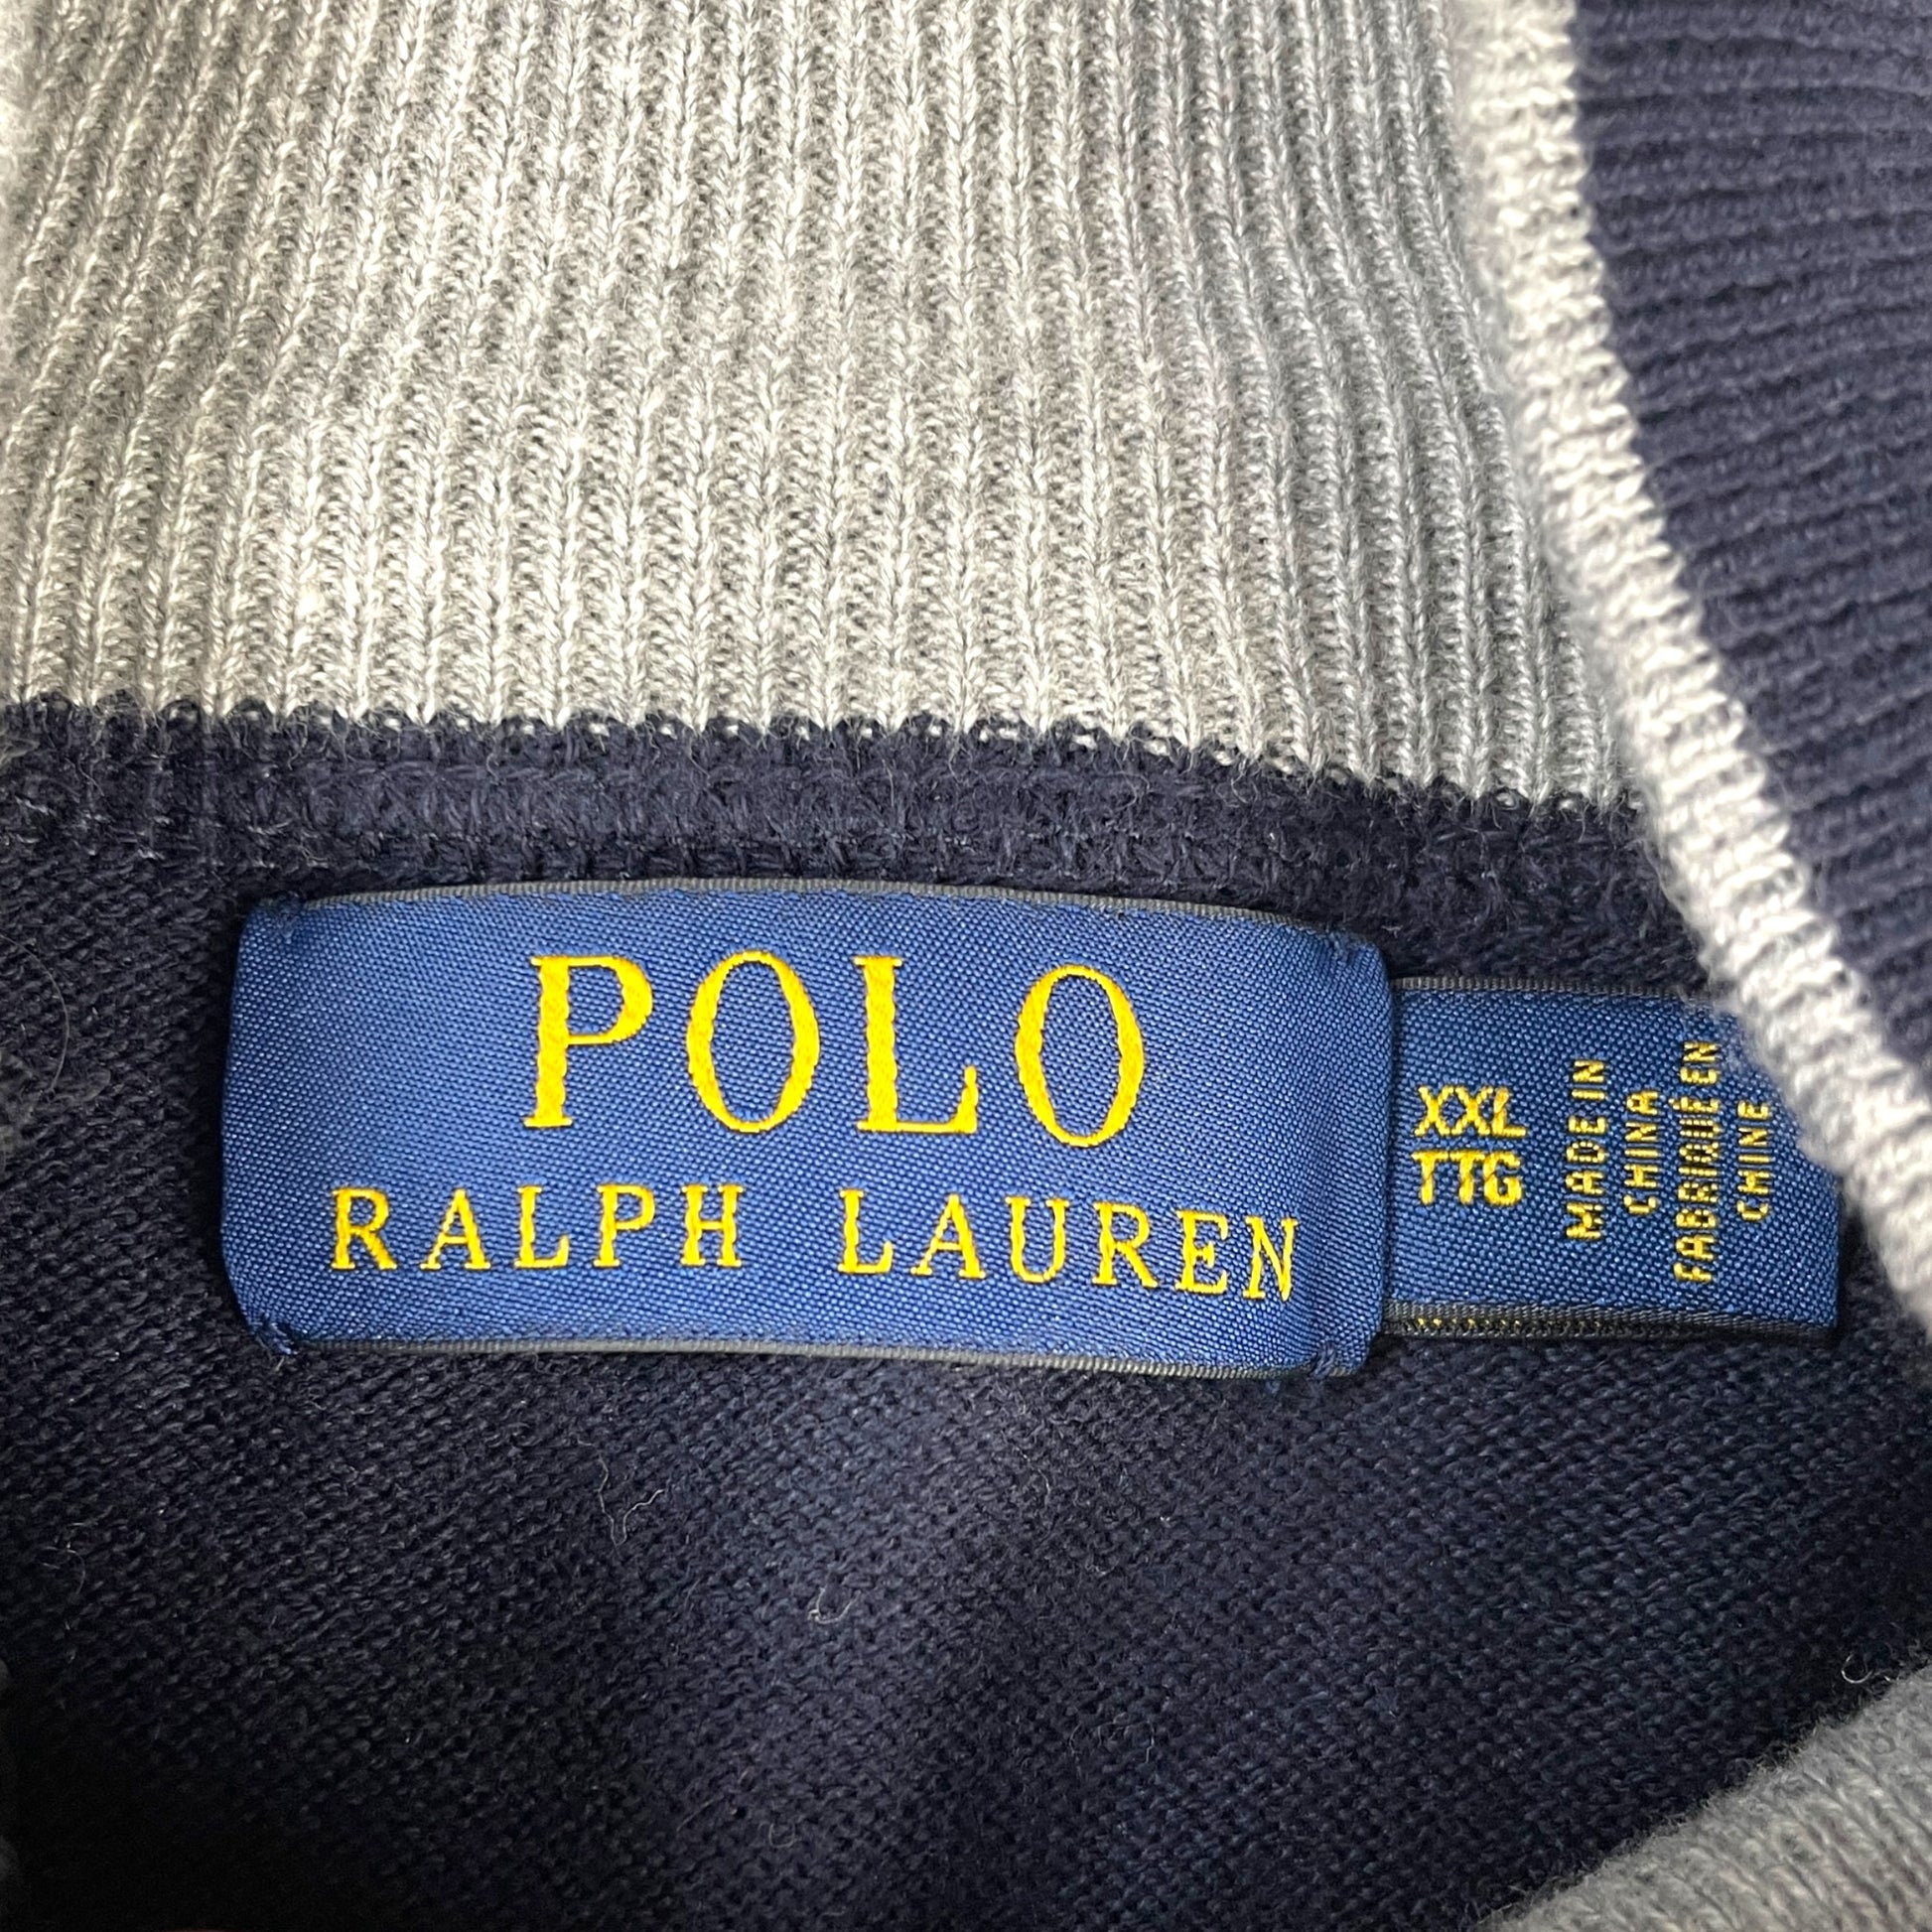 POLO
RALPH LAUREN
XXL
TTG
MADE IN
CHINA
FABRIQUÉ EN
CHINE